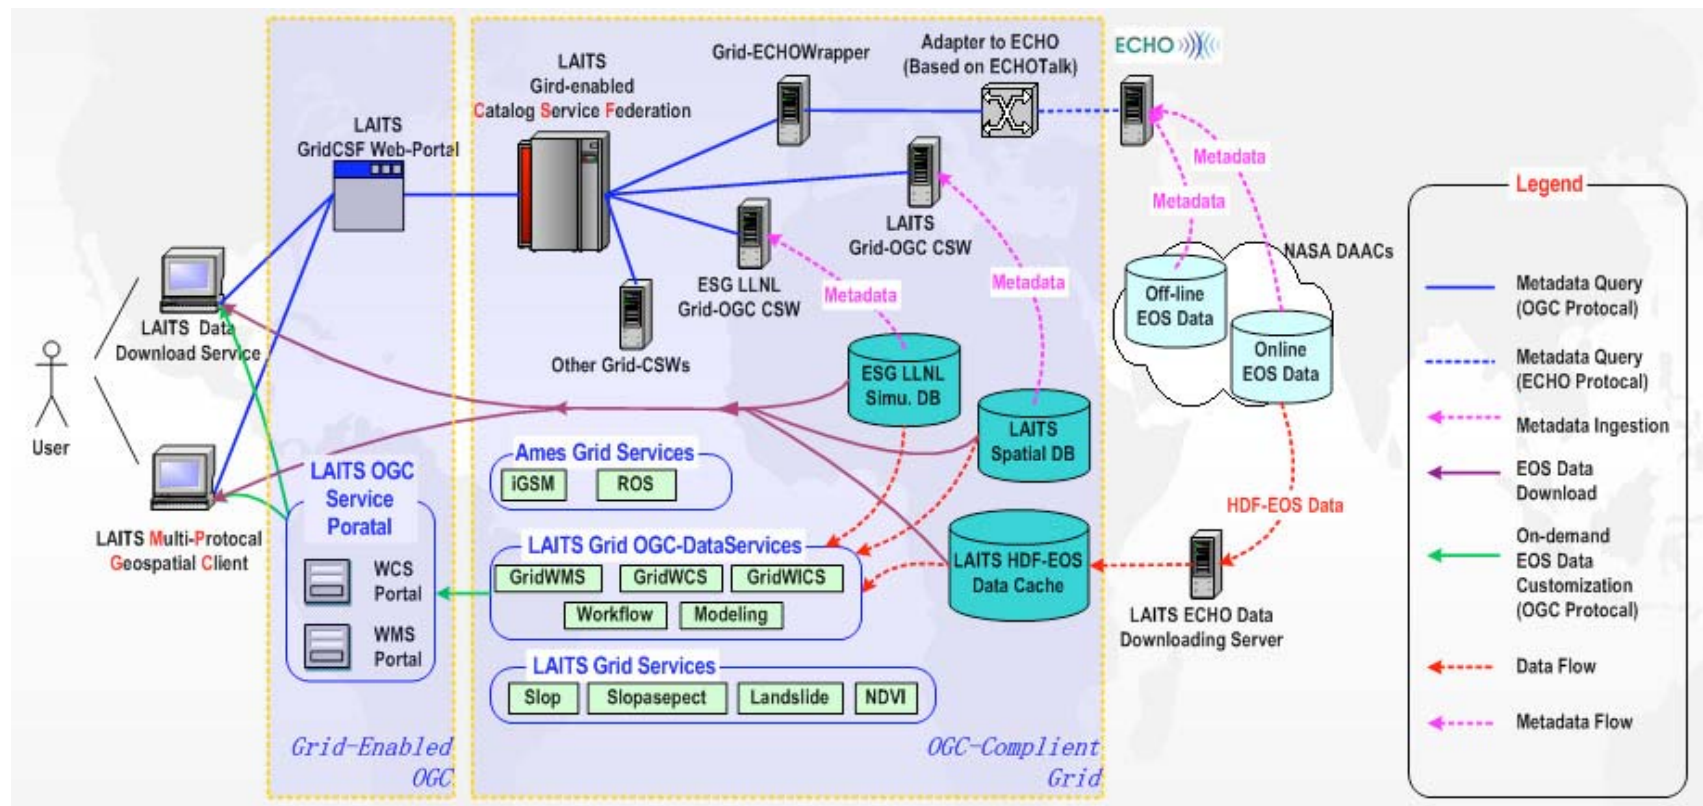 Grid-ECHOWrapper
Adapter to ECHO
(Based on ECHOTalk)
ECHO
LAITS
Gird-enabled
Catalog Service Federation
LAITS
GridCSF Web-Portal
Metadata
Metadata
LAITS
Grid-OGC CSW
NASA DAACs
ESG LLNL
Grid-OGC CSW
Metadata
Metadata
Off-line
EOS Data
Online
EOS Data
LAITS Data
Download Service
Other Grid-CSWs
ESG LLNL
Simu. DB
User
LAITS
Spatial DB
Ames Grid Services
iGSM
ROS
LAITS OGC
Service
Poratal
WCS
Portal
WMS
Portal
HDF-EOS Data
LAITS Multi-Protocal
Geospatial Client
LAITS Grid OGC-DataServices
GridWMS
GridWCS
GridWICS
Workflow
Modeling
LAITS HDF-EOS
Data Cache
LAITS ECHO Data
Downloading Server
LAITS Grid Services
Slop
Slopasepect
Landslide
NDVI
Grid-Enabled
OGC
OGC-Complient
Grid
Legend
Metadata Query
(OGC Protocal)
Metadata Query
(ECHO Protocal)
Metadata Ingestion
EOS Data
Download
On-demand
EOS Data
Customization
(OGC Protocal)
Data Flow
Metadata Flow